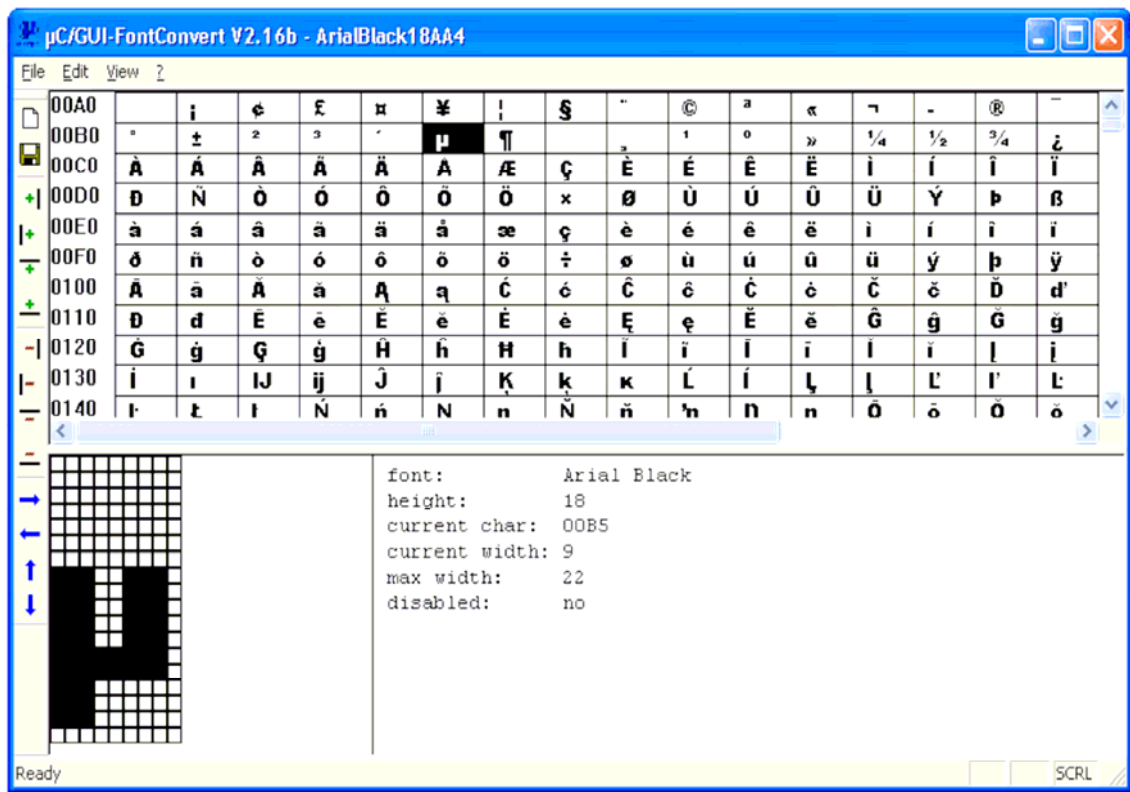 µC/GUI-FontConvert V2.16b - ArialBlack18AA4
File Edit View ?
00A0 ¡ ¢ £ ¤ ¥ ¦ § ¨ © ª « ¬ - ® ¯
00B0 ° ± ² ³ ´ µ ¶ ¸ ¹ º » ¼ ½ ¾ ¿
00C0 À Á Â Ã Ä Å Æ Ç È É Ê Ë Ì Í Î Ï
00D0 Ð Ñ Ò Ó Ô Õ Ö × Ø Ù Ú Û Ü Ý Þ ß
00E0 à á â ã ä å æ ç è é ê ë ì í î ï
00F0 ð ñ ò ó ô õ ö ÷ ø ù ú û ü ý þ ÿ
0100 Ā ā Ă ă Ą ą Ć ć Ĉ ĉ Ċ ċ Č č Ď ď
0110 Đ đ Ē ē Ĕ ĕ Ė ė Ę ę Ě ě Ĝ ĝ Ğ ğ
0120 Ġ ġ Ģ ģ Ĥ ĥ Ħ ħ Ĩ ĩ Ī ī Ĭ ĭ Į į
0130 İ ı Ĳ ĳ Ĵ ĵ Ķ ķ ĸ Ĺ ĺ Ļ ļ Ľ ľ Ŀ
0140 ŀ Ł ł Ń ń Ņ ņ Ň ň ŉ Ŋ ŋ Ō ō Ŏ ŏ
font: Arial Black
height: 18
current char: 00B5
current width: 9
max width: 22
disabled: no
Ready SCRL